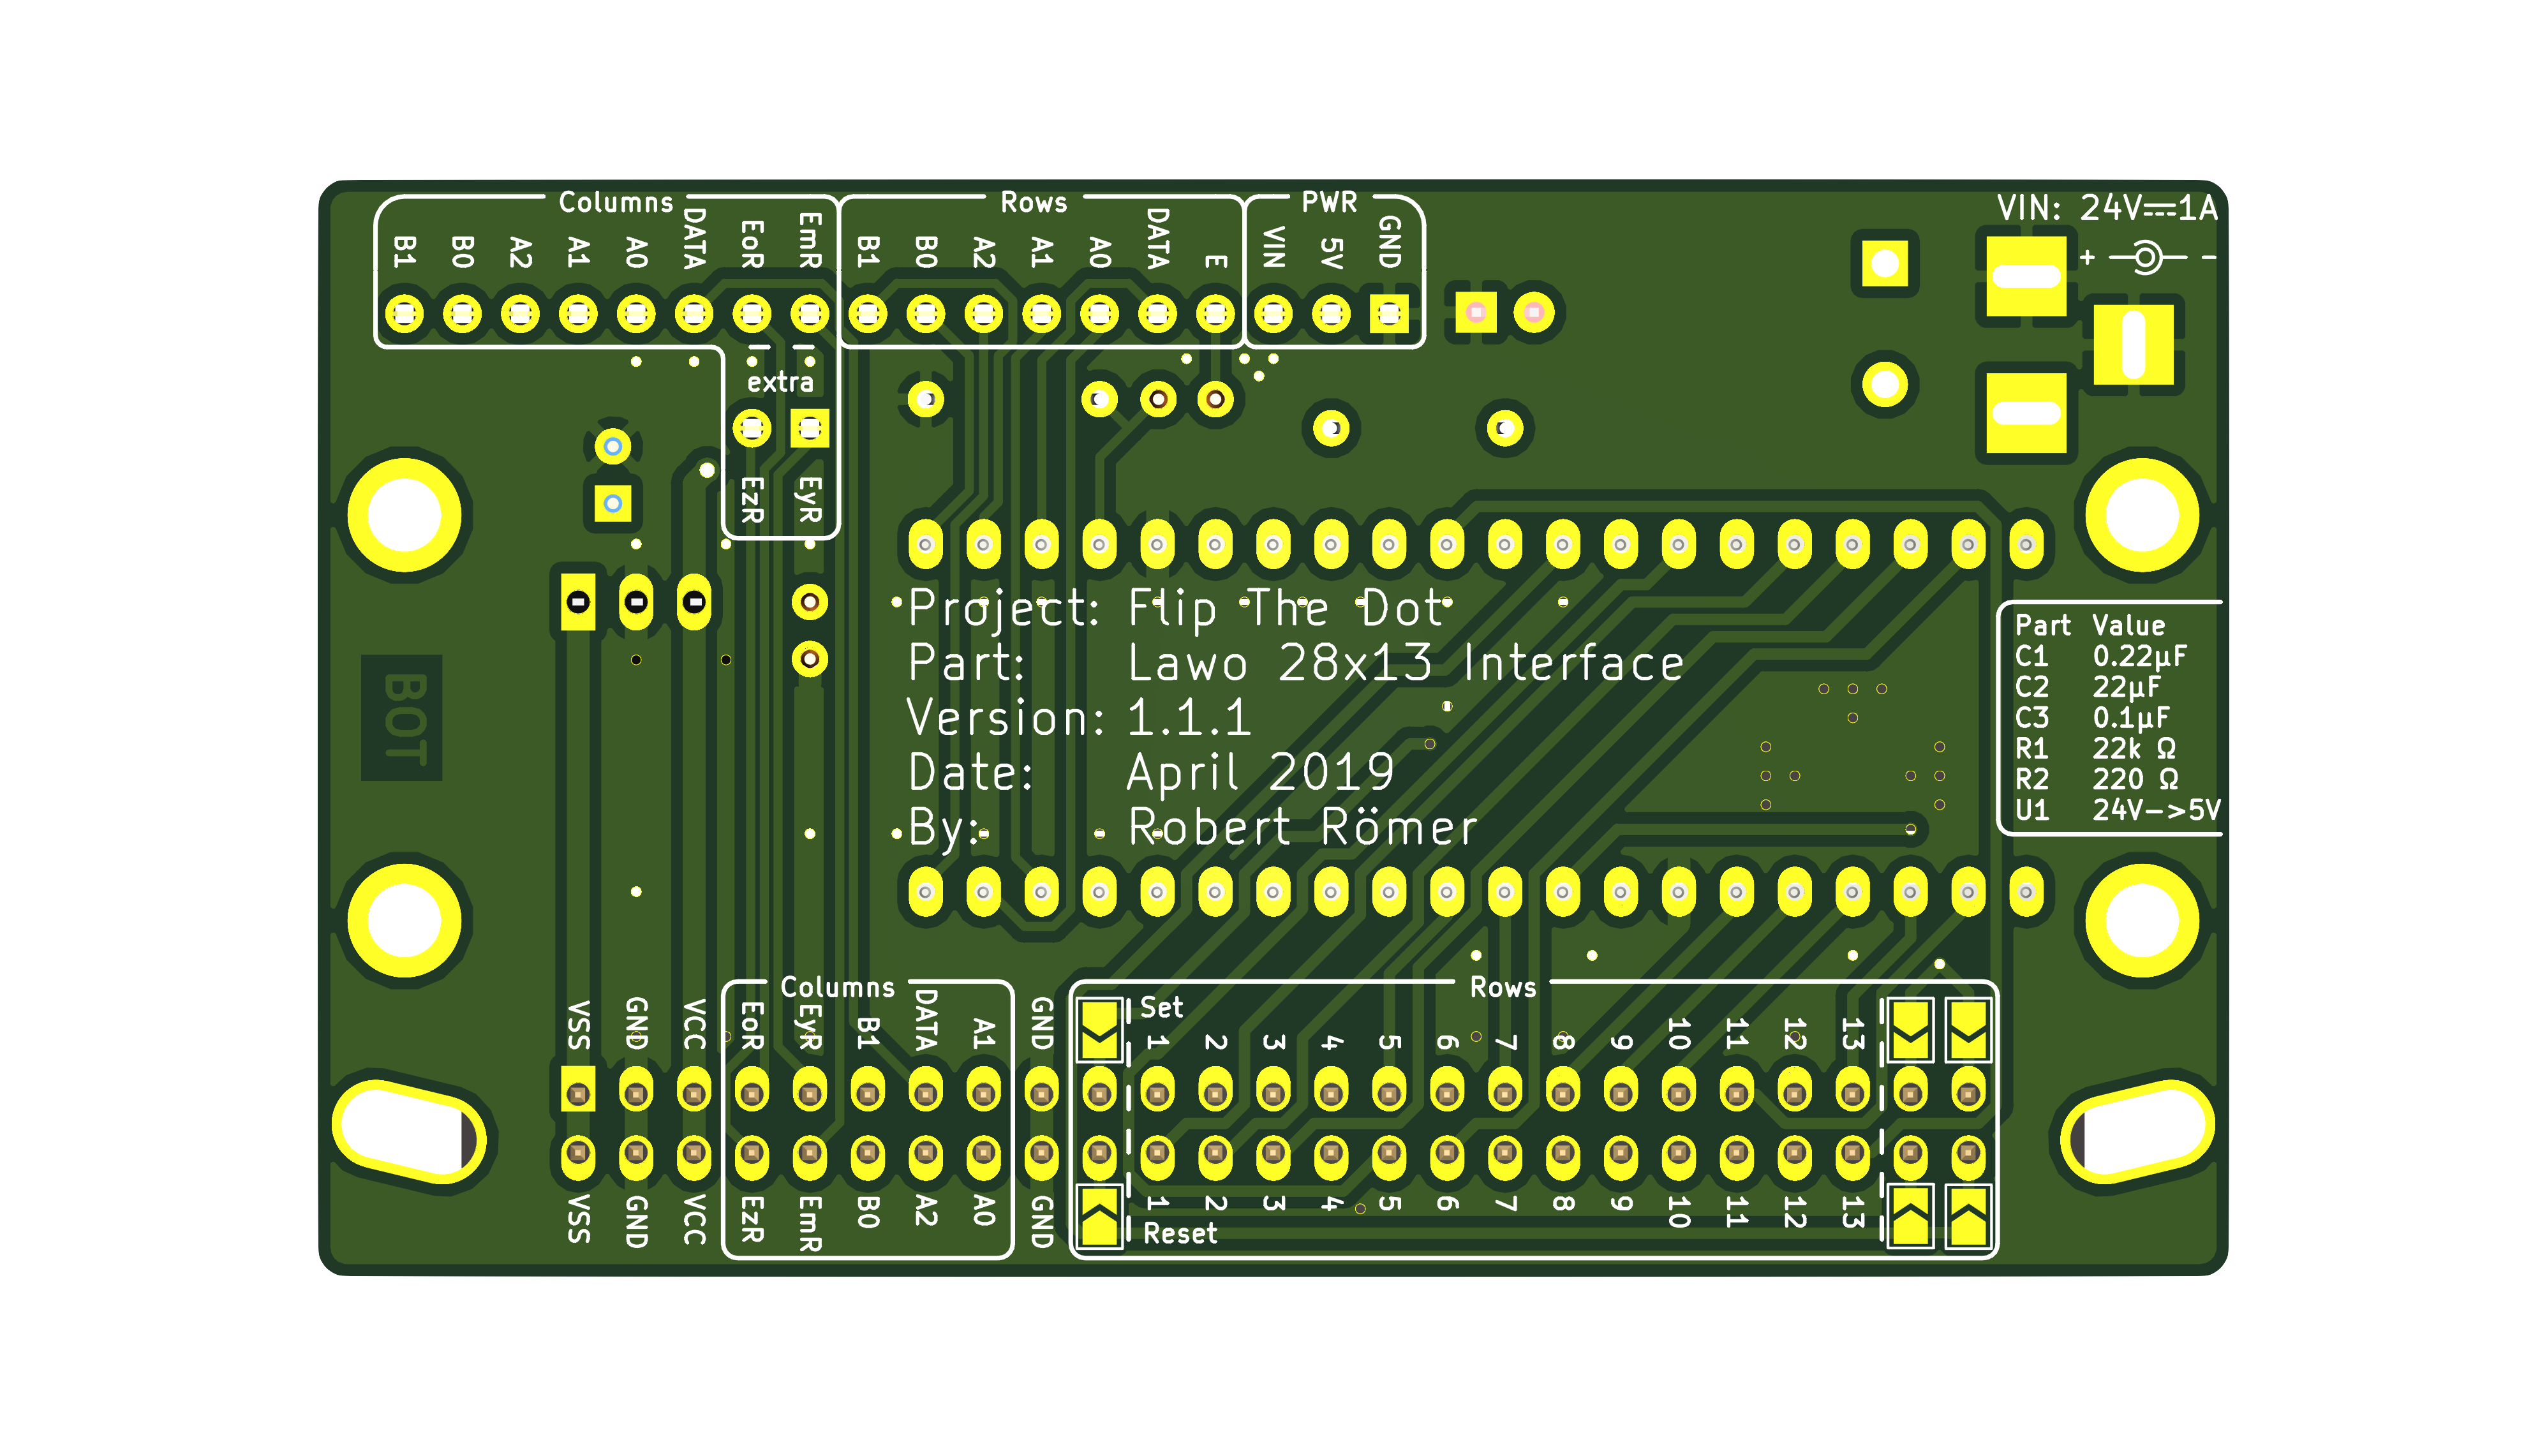 Columns Rows PWR
VIN: 24V⎓1A
B1 B0 A2 A1 A0 DATA EoR EmR B1 B0 A2 A1 A0 DATA E VIN 5V GND
+ -
extra
EzR EyR
Project: Flip The Dot
Part: Lawo 28x13 Interface
Version: 1.1.1
Date: April 2019
By: Robert Römer
Part Value
C1 0.22µF
C2 22µF
C3 0.1µF
R1 22k Ω
R2 220 Ω
U1 24V->5V
BOT
Columns Rows
Set
VSS GND VCC EoR EyR B1 DATA A1 GND 1 2 3 4 5 6 7 8 9 10 11 12 13
VSS GND VCC EzR EmR B0 A2 A0 GND 1 2 3 4 5 6 7 8 9 10 11 12 13
Reset